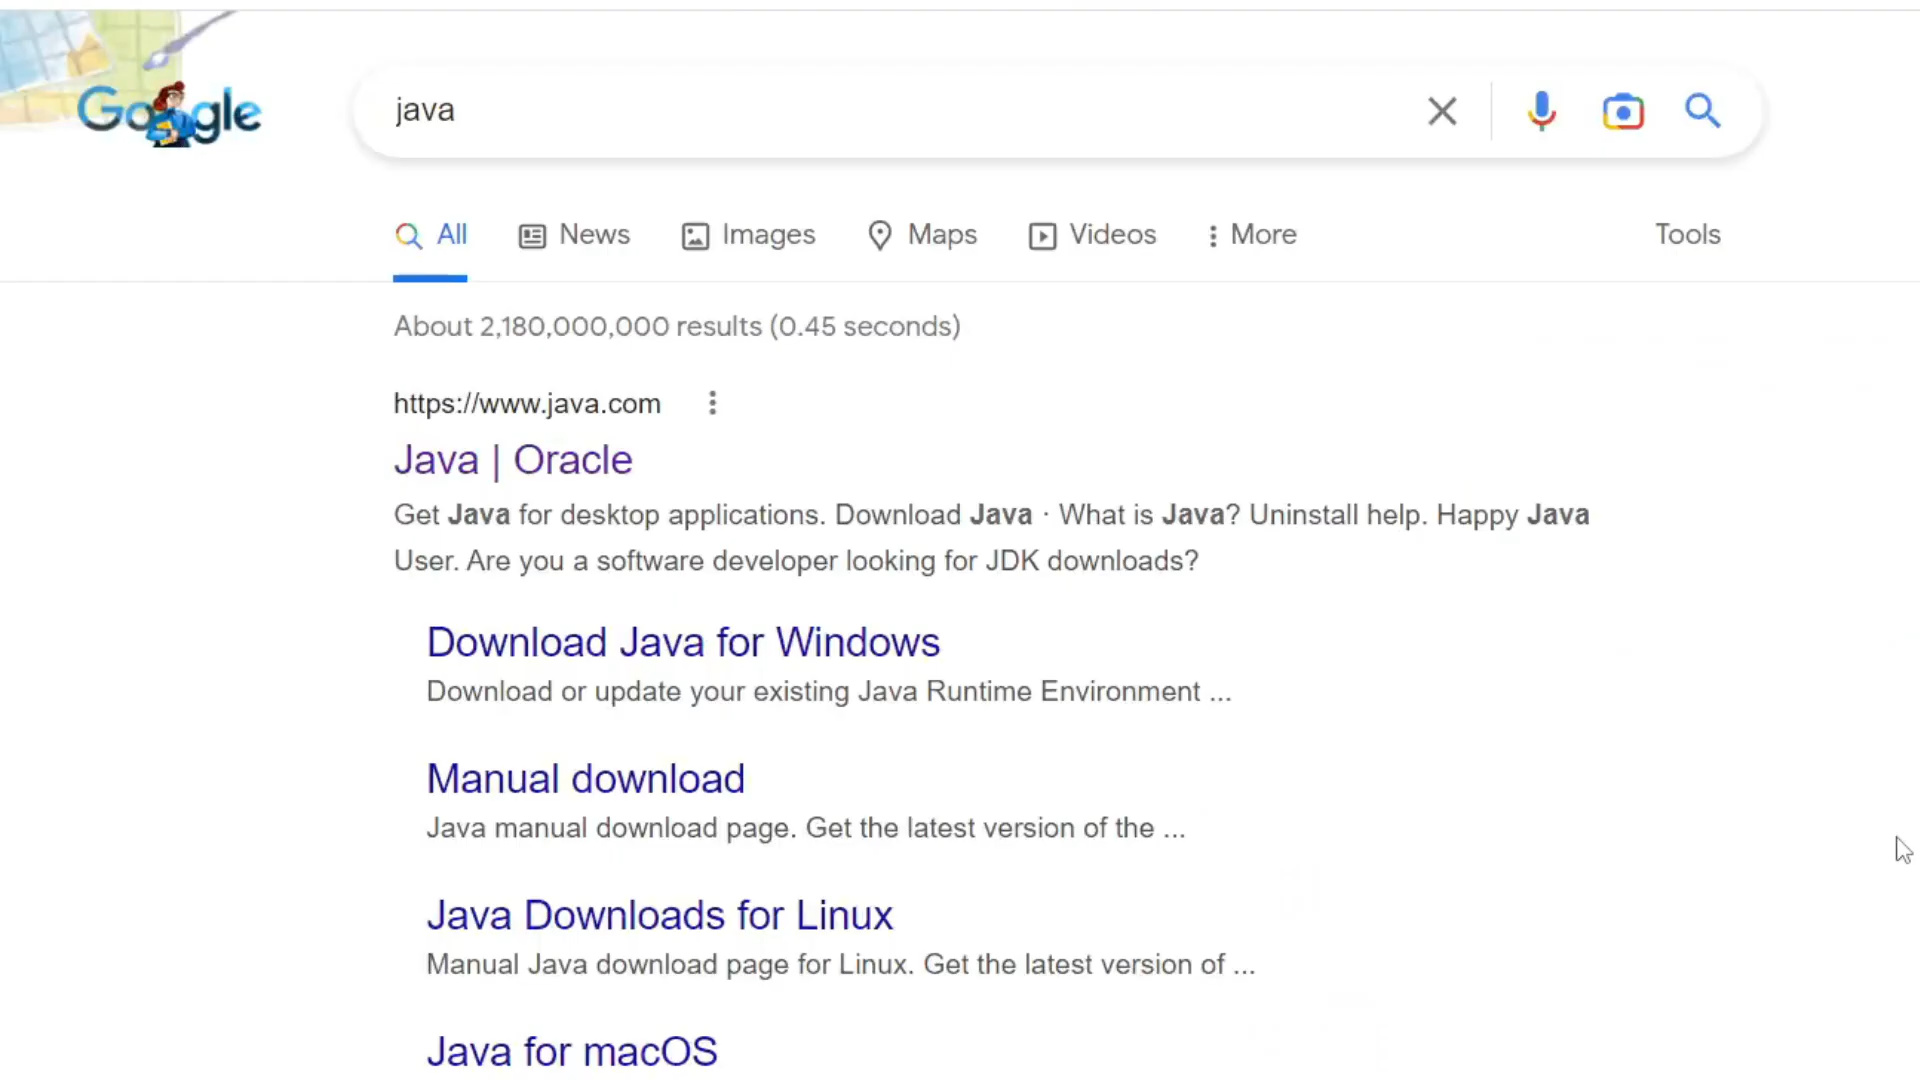 Google
java
All
News
Images
Maps
Videos
More
Tools
About 2,180,000,000 results (0.45 seconds)
https://www.java.com
Java | Oracle
Get Java for desktop applications. Download Java · What is Java? Uninstall help. Happy Java
User. Are you a software developer looking for JDK downloads?
Download Java for Windows
Download or update your existing Java Runtime Environment ...
Manual download
Java manual download page. Get the latest version of the ...
Java Downloads for Linux
Manual Java download page for Linux. Get the latest version of ...
Java for macOS